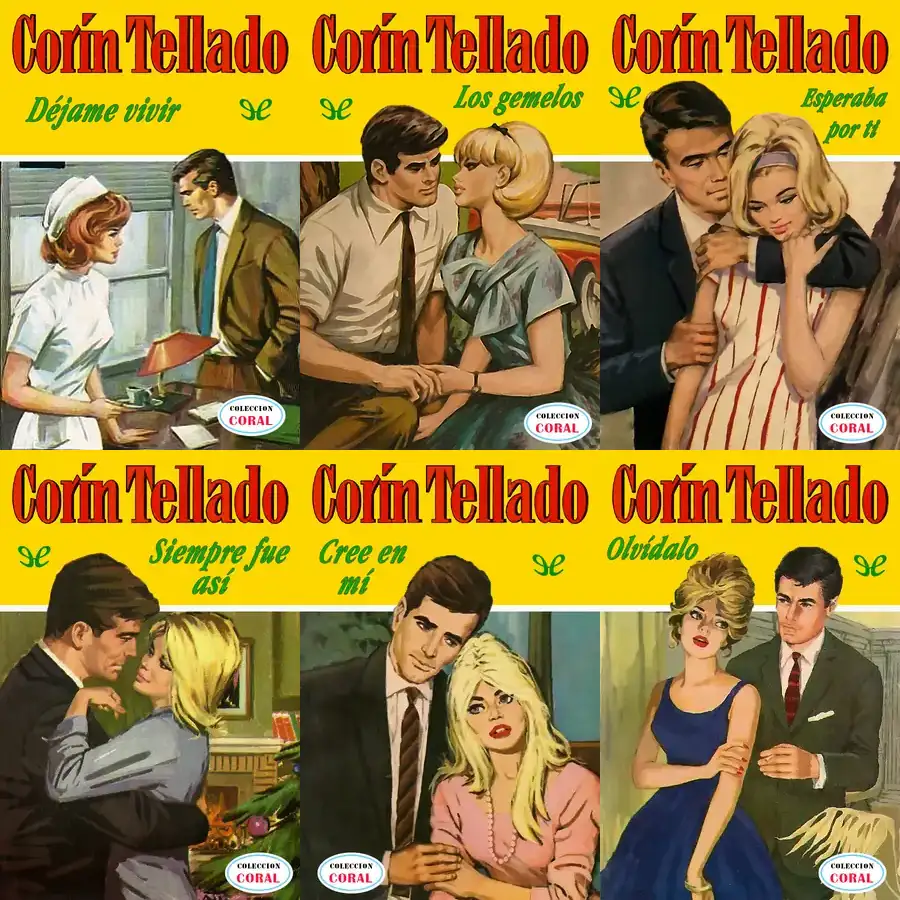 Corín Tellado
Déjame vivir
COLECCION
CORAL
Corín Tellado
Los gemelos
COLECCION
CORAL
Corín Tellado
Esperaba
por ti
COLECCION
CORAL
Corín Tellado
Siempre fue
así
COLECCION
CORAL
Corín Tellado
Cree en
mí
COLECCION
CORAL
Corín Tellado
Olvídalo
COLECCION
CORAL